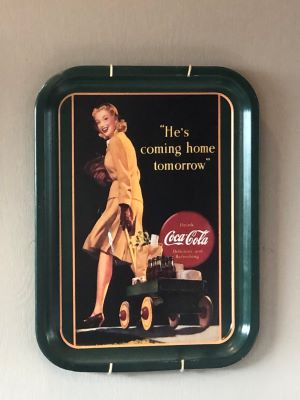 "He's
coming home
tomorrow"
Drink
Coca-Cola
Delicious and
Refreshing